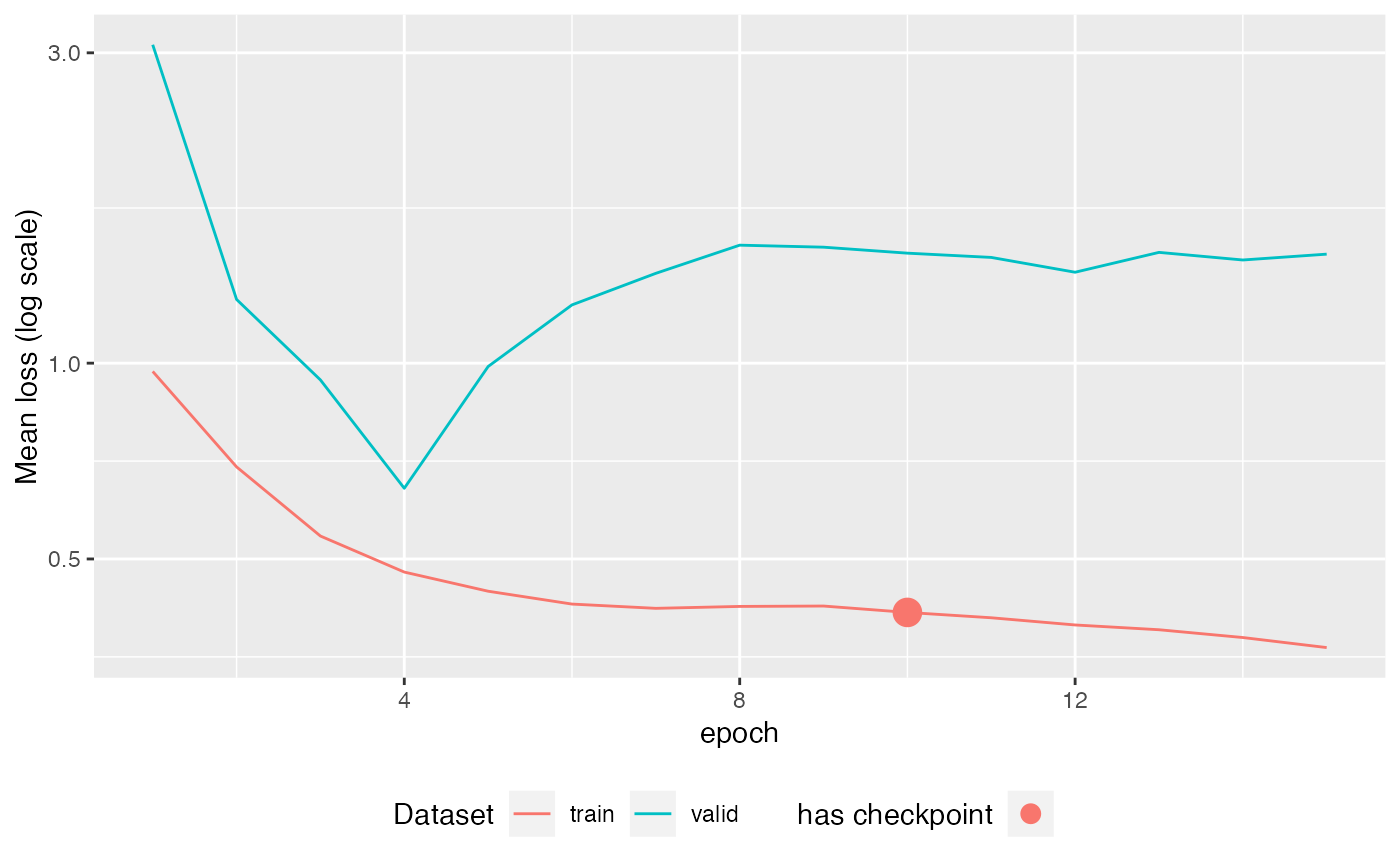 Mean loss (log scale)
3.0
1.0
0.5
4 8 12
epoch
Dataset train valid has checkpoint